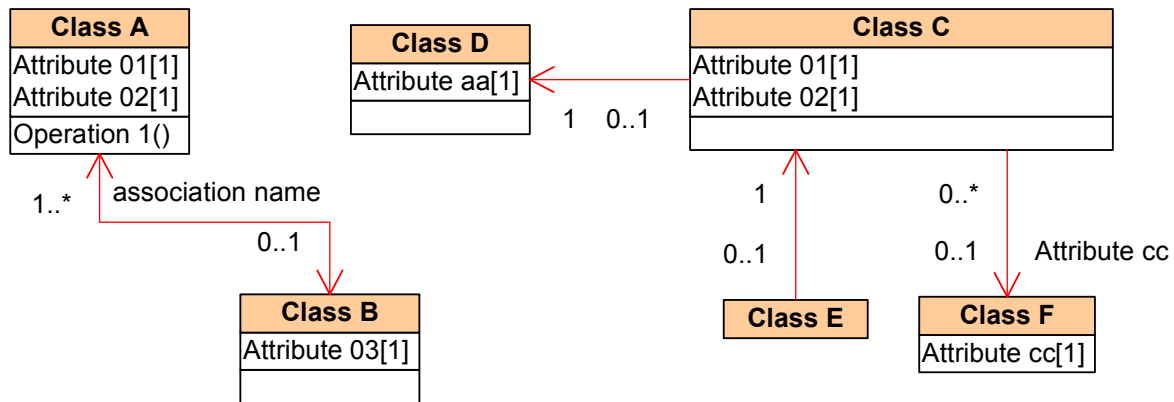 Class A
Attribute 01[1]
Attribute 02[1]
Operation 1()
1..*
association name
0..1
Class B
Attribute 03[1]
Class D
Attribute aa[1]
1
0..1
Class C
Attribute 01[1]
Attribute 02[1]
1
0..1
Class E
0..*
0..1
Attribute cc
Class F
Attribute cc[1]